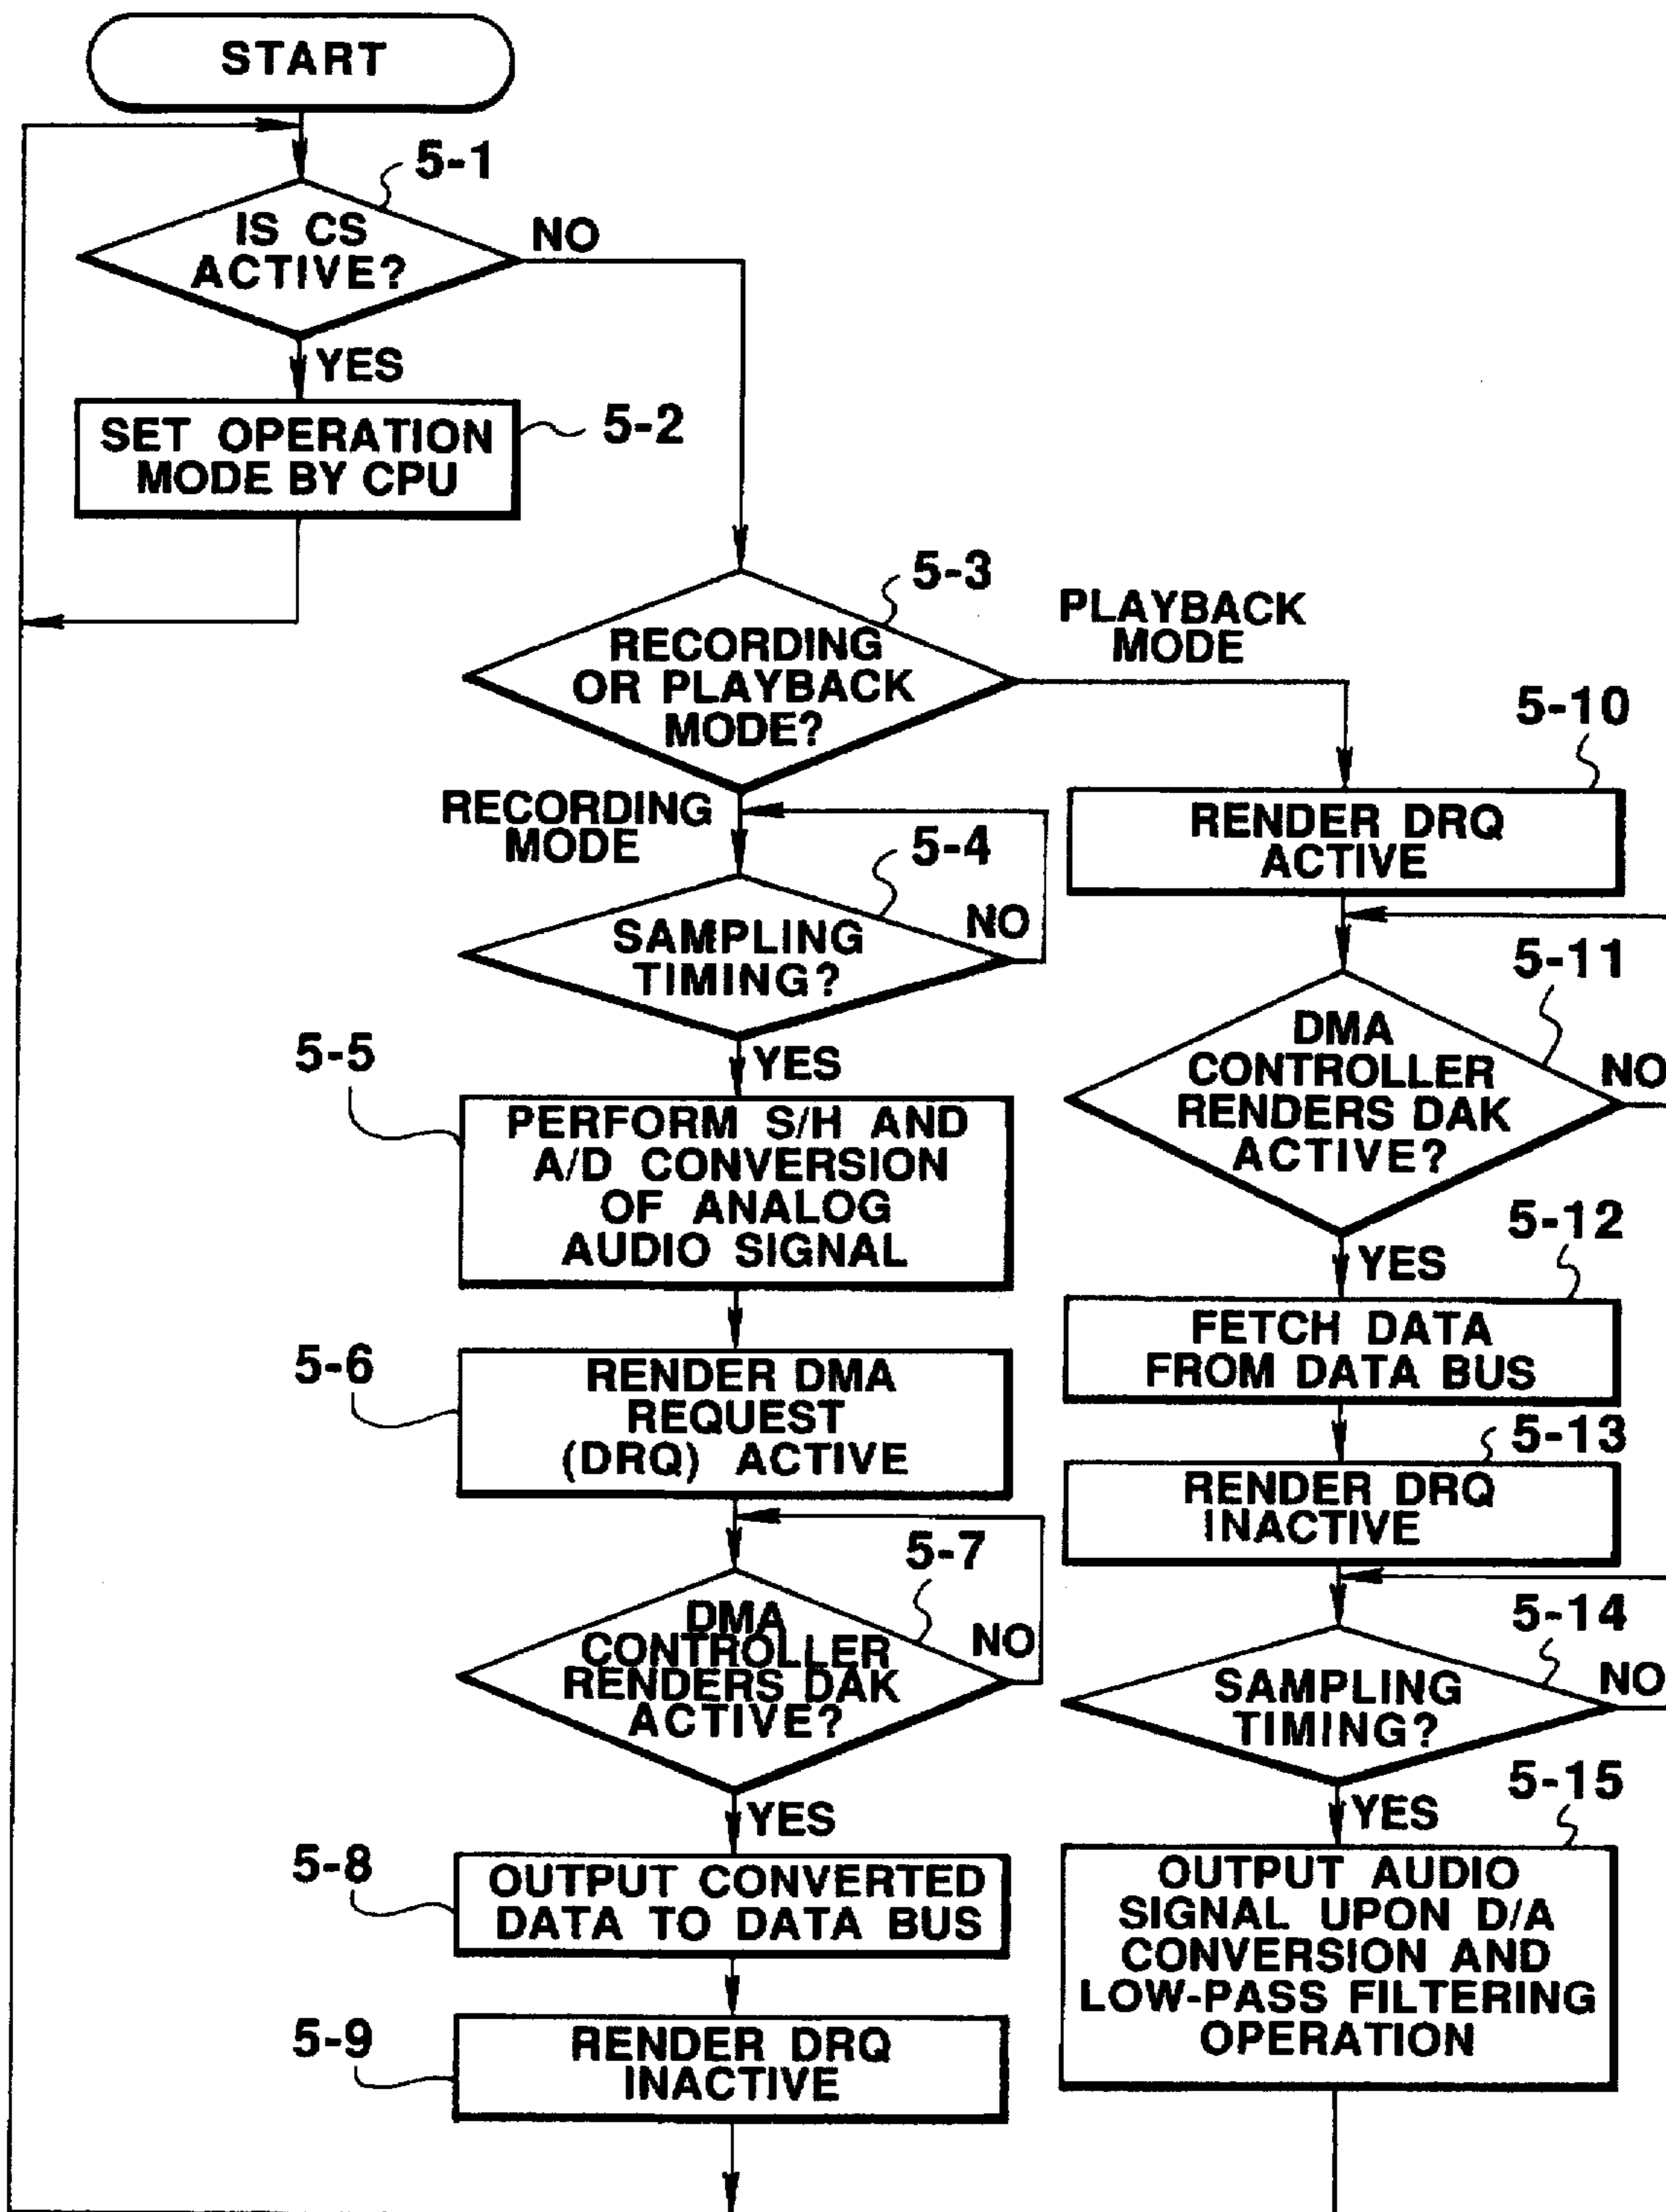 START
5-1
IS CS
ACTIVE?
NO
YES
SET OPERATION
MODE BY CPU
5-2
5-3
RECORDING
OR PLAYBACK
MODE?
PLAYBACK
MODE
RECORDING
MODE
5-4
SAMPLING
TIMING?
NO
YES
5-5
PERFORM S/H AND
A/D CONVERSION
OF ANALOG
AUDIO SIGNAL
5-6
RENDER DMA
REQUEST
(DRQ) ACTIVE
5-7
DMA
CONTROLLER
RENDERS DAK
ACTIVE?
NO
YES
5-8
OUTPUT CONVERTED
DATA TO DATA BUS
5-9
RENDER DRQ
INACTIVE
5-10
RENDER DRQ
ACTIVE
5-11
DMA
CONTROLLER
RENDERS DAK
ACTIVE?
NO
YES
5-12
FETCH DATA
FROM DATA BUS
5-13
RENDER DRQ
INACTIVE
5-14
SAMPLING
TIMING?
NO
YES
5-15
OUTPUT AUDIO
SIGNAL UPON D/A
CONVERSION AND
LOW-PASS FILTERING
OPERATION